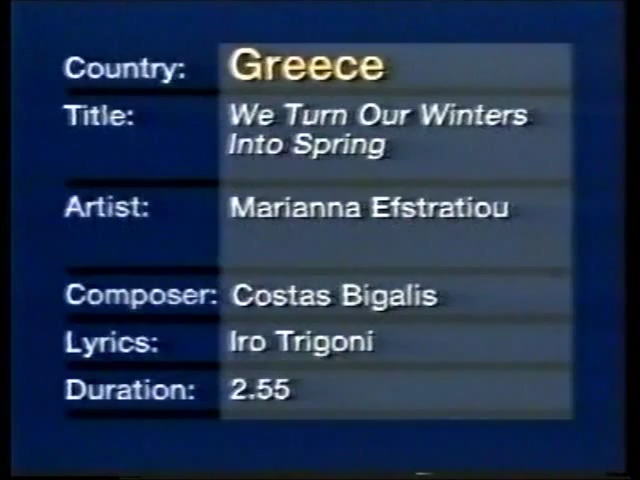 Country: Greece
Title: We Turn Our Winters
Into Spring
Artist: Marianna Efstratiou
Composer: Costas Bigalis
Lyrics: Iro Trigoni
Duration: 2.55